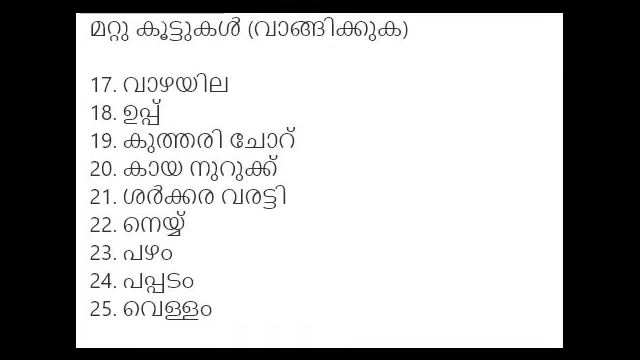 മറ്റു കൂട്ടുകൾ (വാങ്ങിക്കുക)
17. വാഴയില
18. ഉപ്പ്
19. കുത്തരി ചോറ്
20. കായ നുറുക്ക്
21. ശർക്കര വരട്ടി
22. നെയ്യ്
23. പഴം
24. പപ്പടം
25. വെള്ളം